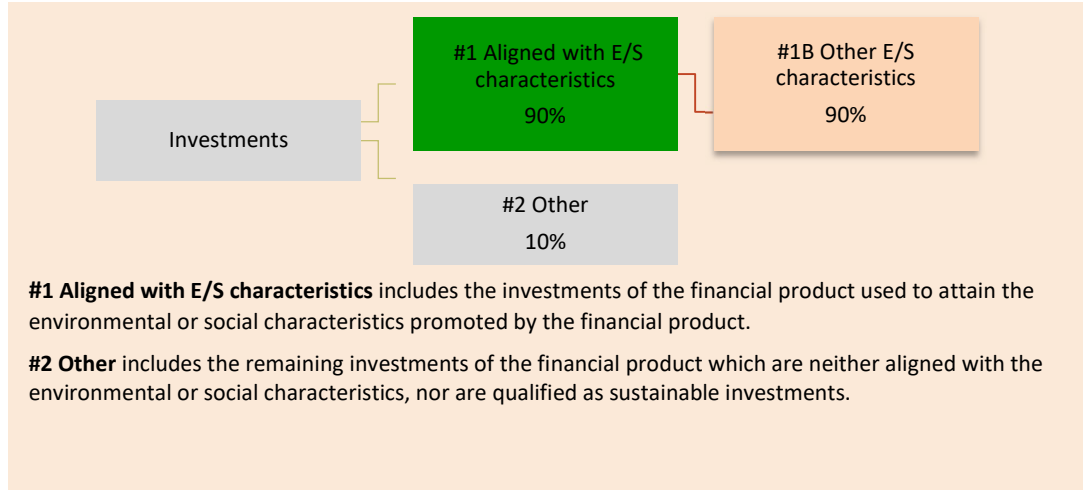 #1 Aligned with E/S
characteristics
90%
#1B Other E/S
characteristics
90%
Investments
#2 Other
10%
#1 Aligned with E/S characteristics includes the investments of the financial product used to attain the
environmental or social characteristics promoted by the financial product.
#2 Other includes the remaining investments of the financial product which are neither aligned with the
environmental or social characteristics, nor are qualified as sustainable investments.